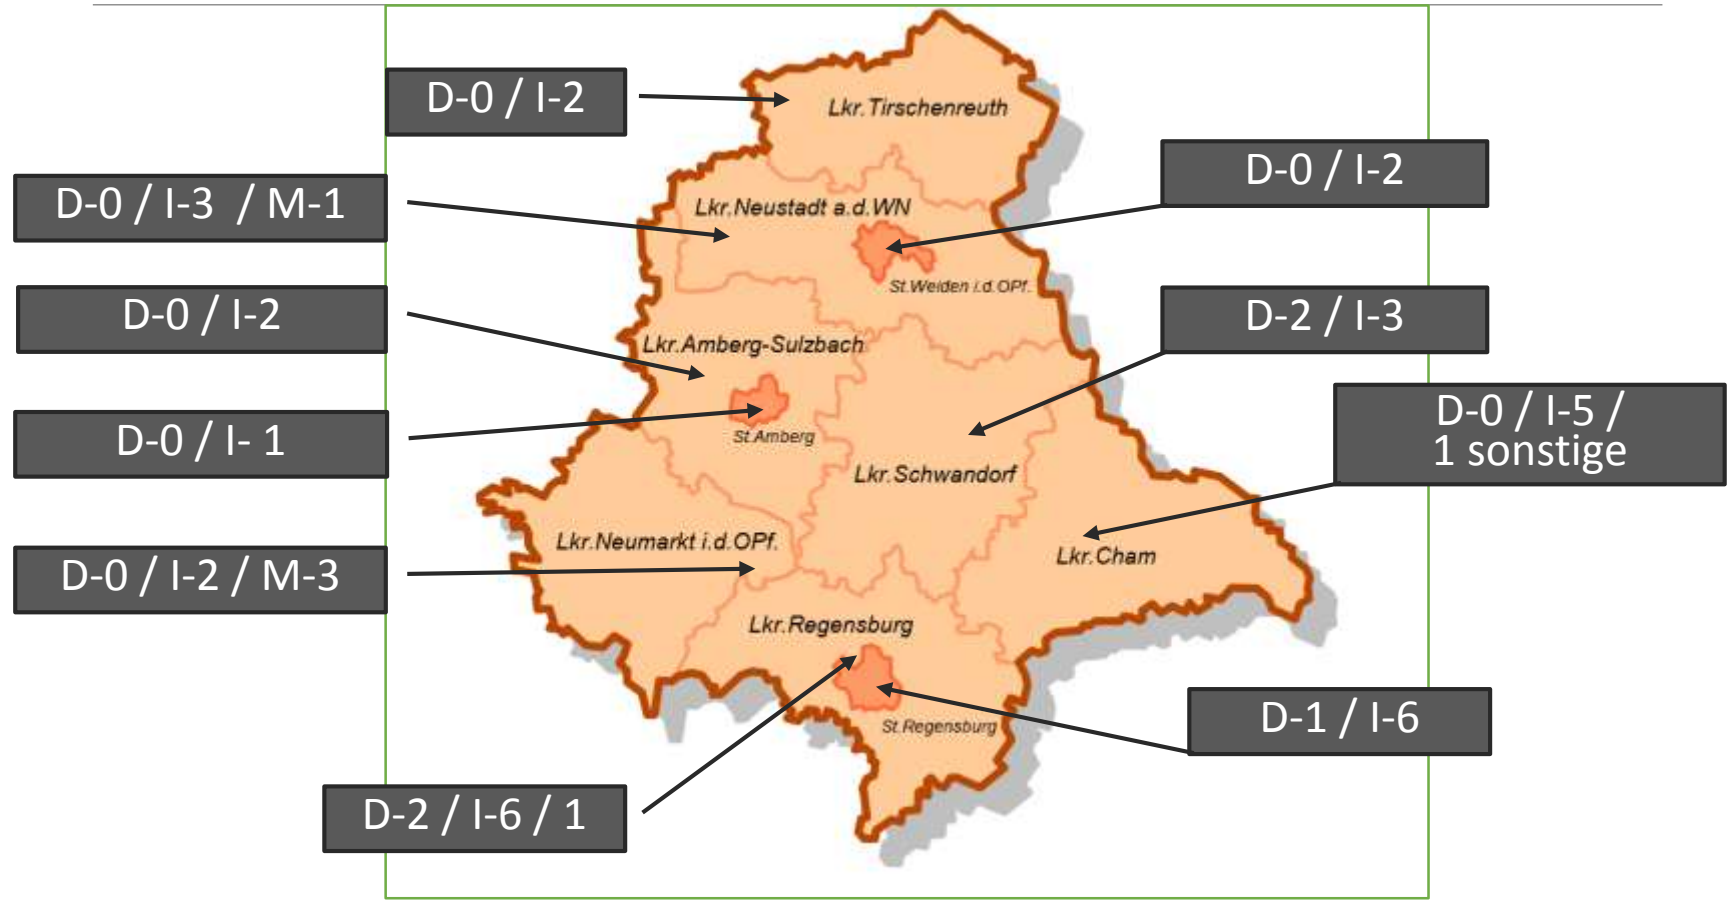 D-0 / I-2
Lkr.Tirschenreuth
D-0 / I-2
D-0 / I-3 / M-1
Lkr.Neustadt a.d.WN
St.Weiden i.d.OPf.
D-0 / I-2
D-2 / I-3
Lkr.Amberg-Sulzbach
D-0 / I-5 /
1 sonstige
D-0 / I- 1
St.Amberg
Lkr.Schwandorf
Lkr.Neumarkt i.d.OPf.
Lkr.Cham
D-0 / I-2 / M-3
Lkr.Regensburg
D-1 / I-6
St.Regensburg
D-2 / I-6 / 1